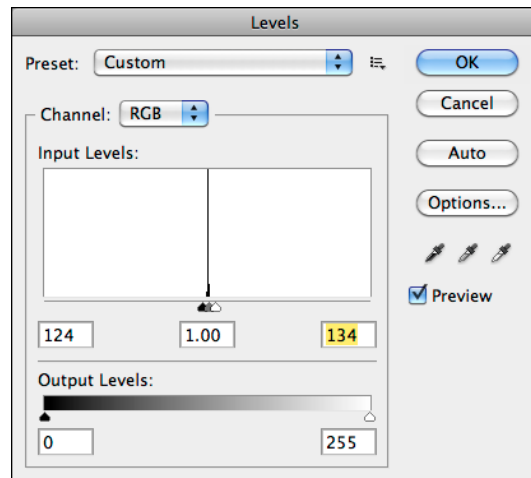 Levels
Preset: Custom
OK
Cancel
Channel: RGB
Input Levels:
Auto
Options...
Preview
124 1.00 134
Output Levels:
0 255